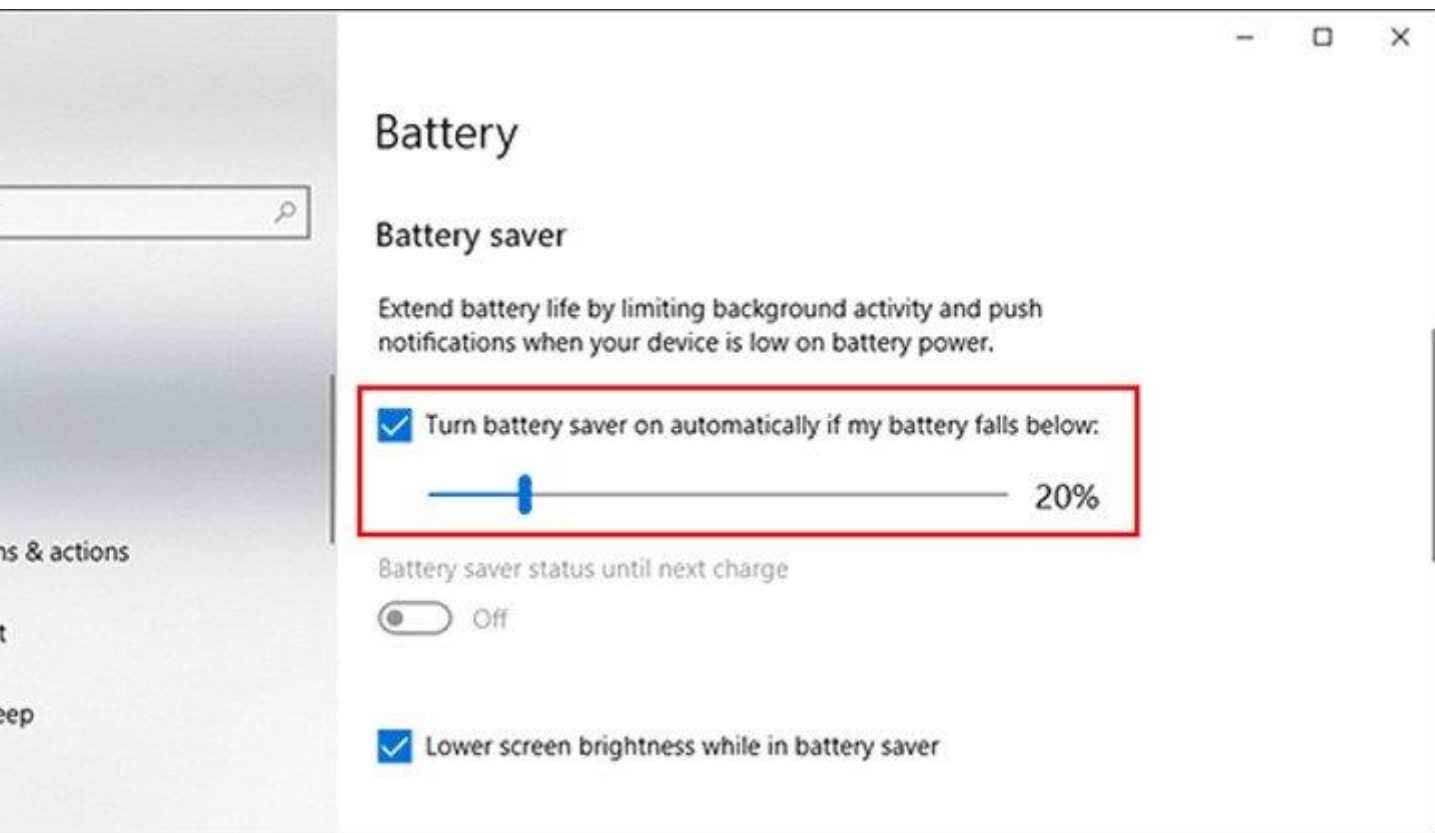 Battery
Battery saver
Extend battery life by limiting background activity and push
notifications when your device is low on battery power.
Turn battery saver on automatically if my battery falls below:
20%
Battery saver status until next charge
Off
Lower screen brightness while in battery saver
& actions